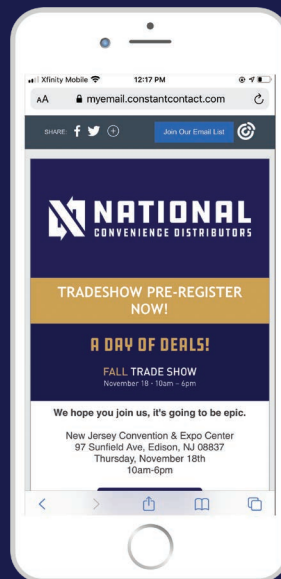 Xfinity Mobile 12:17 PM
AA myemail.constantcontact.com
SHARE: Join Our Email List
NATIONAL
CONVENIENCE DISTRIBUTORS
TRADESHOW PRE-REGISTER
NOW!
A DAY OF DEALS!
FALL TRADE SHOW
November 18 - 10am - 6pm
We hope you join us, it's going to be epic.
New Jersey Convention & Expo Center
97 Sunfield Ave, Edison, NJ 08837
Thursday, November 18th
10am-6pm